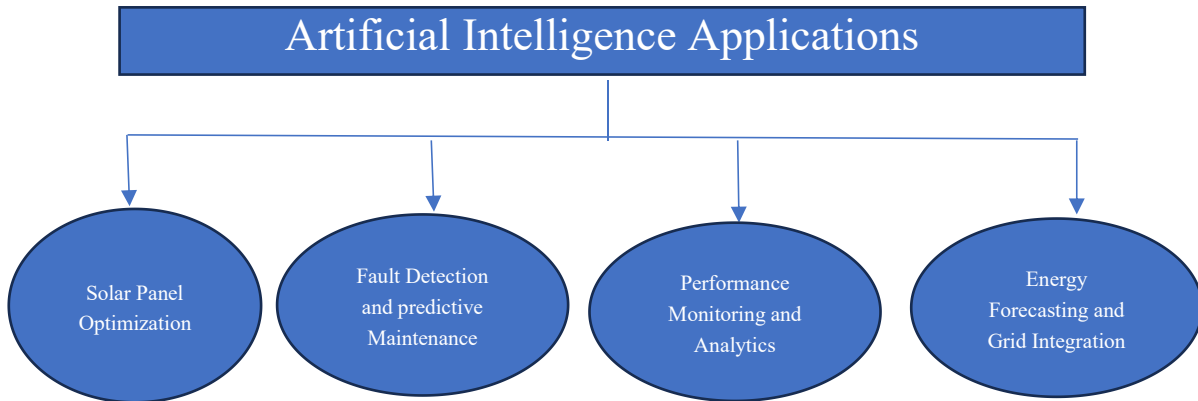 Artificial Intelligence Applications
Solar Panel
Optimization
Fault Detection
and predictive
Maintenance
Performance
Monitoring and
Analytics
Energy
Forecasting and
Grid Integration